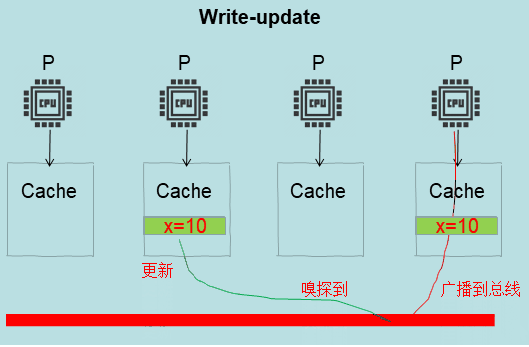 Write-update
P P P P
CPU CPU CPU CPU
Cache Cache Cache Cache
x=10 x=10
更新 嗅探到 广播到总线